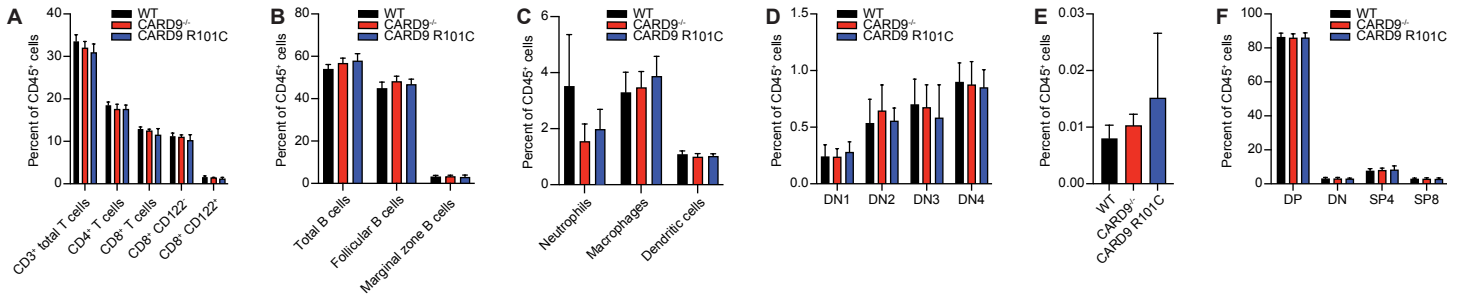 A
WT
CARD9⁻/⁻
CARD9 R101C
Percent of CD45⁺ cells
40
30
20
10
0
CD3⁺ total T cells
CD4⁺ T cells
CD8⁺ T cells
CD8⁺ CD122⁻
CD8⁺ CD122⁺
B
WT
CARD9⁻/⁻
CARD9 R101C
Percent of CD45⁺ cells
80
60
40
20
0
Total B cells
Follicular B cells
Marginal zone B cells
C
WT
CARD9⁻/⁻
CARD9 R101C
Percent of CD45⁺ cells
6
4
2
0
Neutrophils
Macrophages
Dendritic cells
D
WT
CARD9⁻/⁻
CARD9 R101C
Percent of CD45⁺ cells
1.5
1.0
0.5
0.0
DN1
DN2
DN3
DN4
E
WT
CARD9⁻/⁻
CARD9 R101C
Percent of CD45⁺ cells
0.03
0.02
0.01
0.00
WT
CARD9⁻/⁻
CARD9 R101C
F
WT
CARD9⁻/⁻
CARD9 R101C
Percent of CD45⁺ cells
100
80
60
40
20
0
DP
DN
SP4
SP8